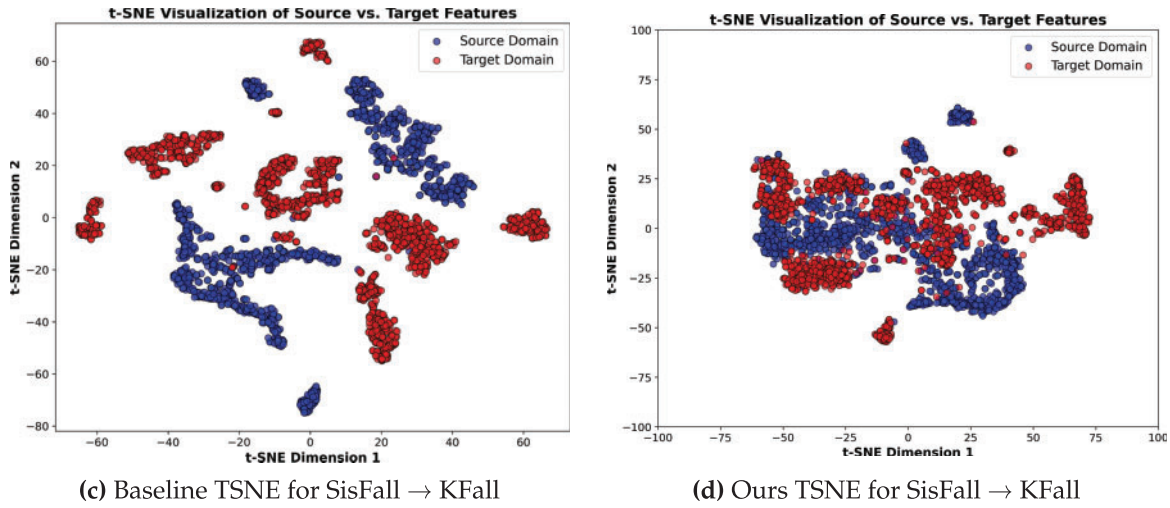 t-SNE Visualization of Source vs. Target Features
Source Domain
Target Domain
t-SNE Dimension 2
60
40
20
0
−20
−40
−60
−80
−60
−40
−20
0
20
40
60
t-SNE Dimension 1
(c) Baseline TSNE for SisFall → KFall
t-SNE Visualization of Source vs. Target Features
Source Domain
Target Domain
t-SNE Dimension 2
100
75
50
25
0
−25
−50
−75
−100
−100
−75
−50
−25
0
25
50
75
100
t-SNE Dimension 1
(d) Ours TSNE for SisFall → KFall